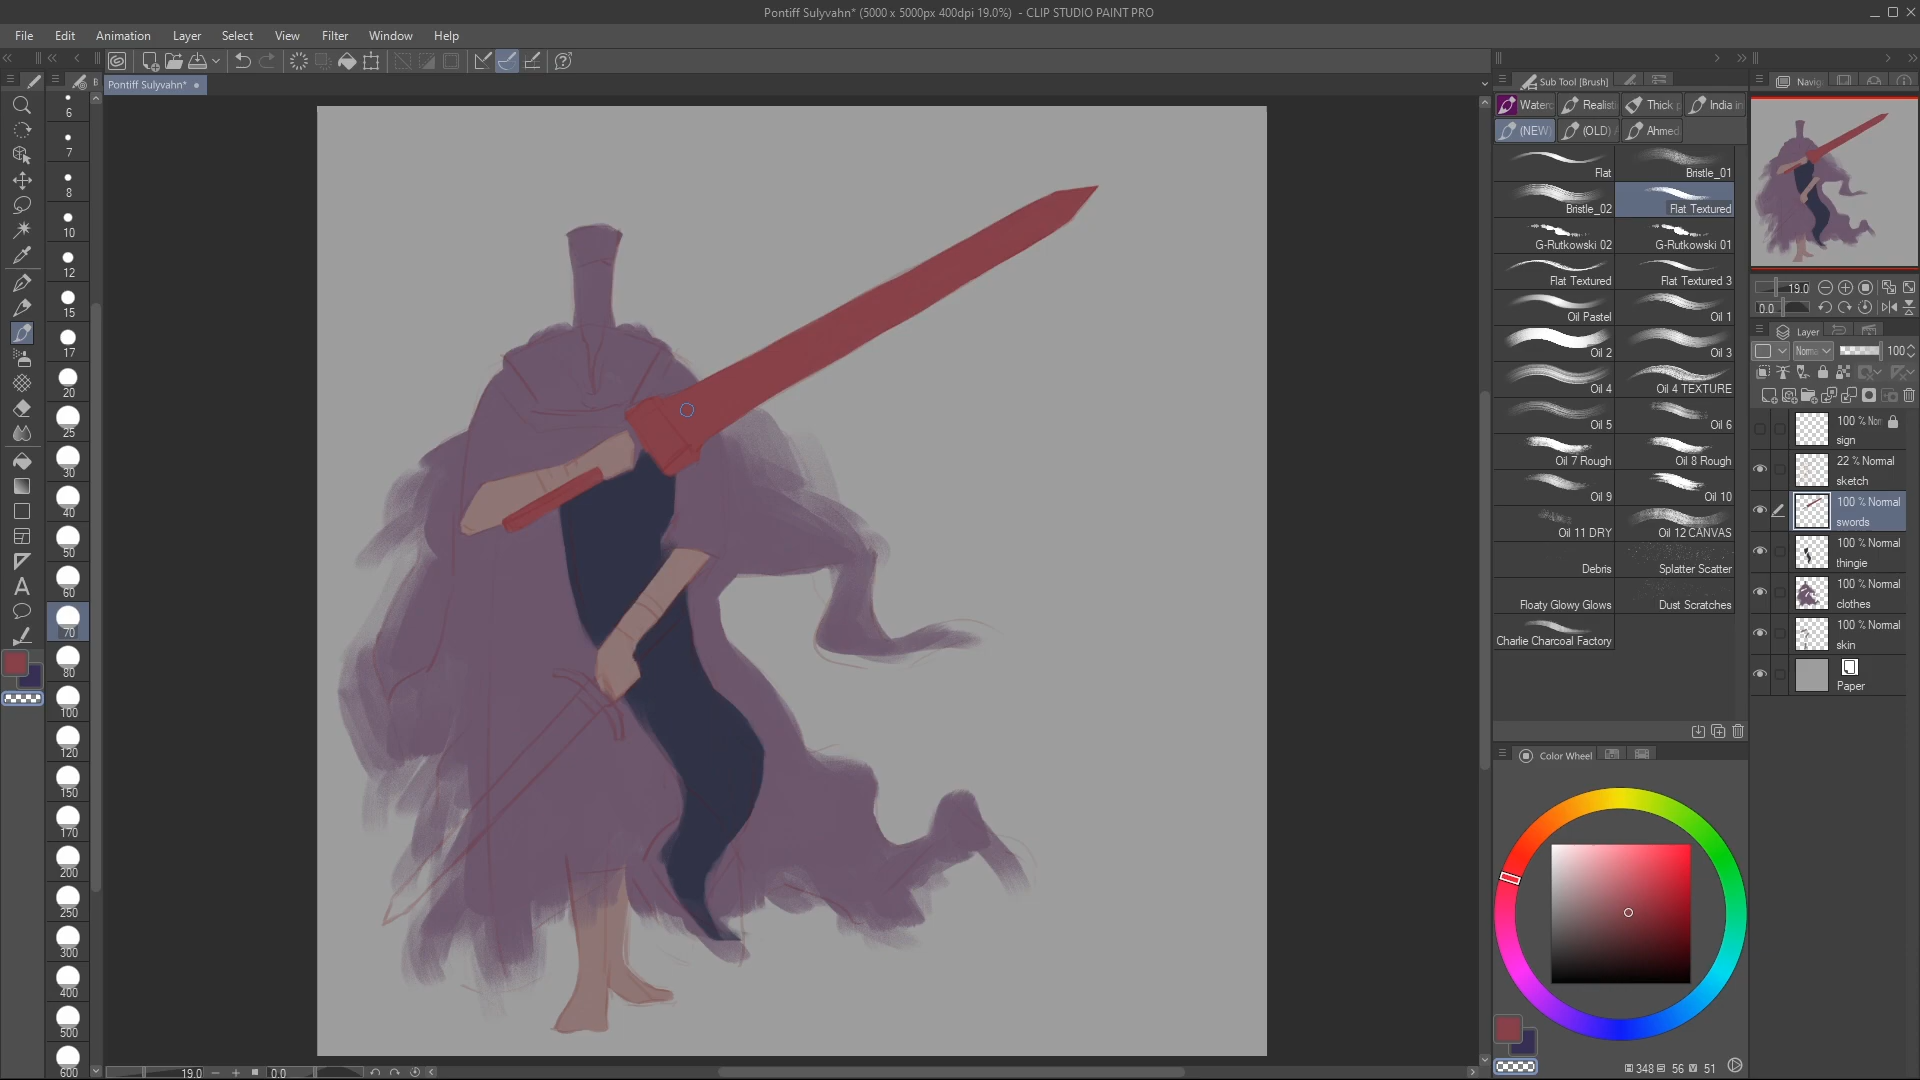 Pontiff Sulyvahn* (5000 x 5000px 400dpi 19.0%) - CLIP STUDIO PAINT PRO
File Edit Animation Layer Select View Filter Window Help
Pontiff Sulyvahn*
Sub Tool [Brush]
Navig
Waterc Realisti Thick p India in
(NEW) (OLD) Ahmed
Flat Bristle_01
Bristle_02 Flat Textured
G-Rutkowski 02 G-Rutkowski 01
Flat Textured Flat Textured 3
Oil Pastel Oil 1
Oil 2 Oil 3
Oil 4 Oil 4 TEXTURE
Oil 5 Oil 6
Oil 7 Rough Oil 8 Rough
Oil 9 Oil 10
Oil 11 DRY Oil 12 CANVAS
Debris Splatter Scatter
Floaty Glowy Glows Dust Scratches
Charlie Charcoal Factory
6
7
8
10
12
15
17
20
25
30
40
50
60
70
80
100
120
150
170
200
250
300
400
500
600
19.0
0.0
Layer
Norma 100
100 % Nor
sign
22 % Normal
sketch
100 % Normal
swords
100 % Normal
thingie
100 % Normal
clothes
100 % Normal
skin
Paper
Color Wheel
H 348 S 56 V 51
19.0 0.0